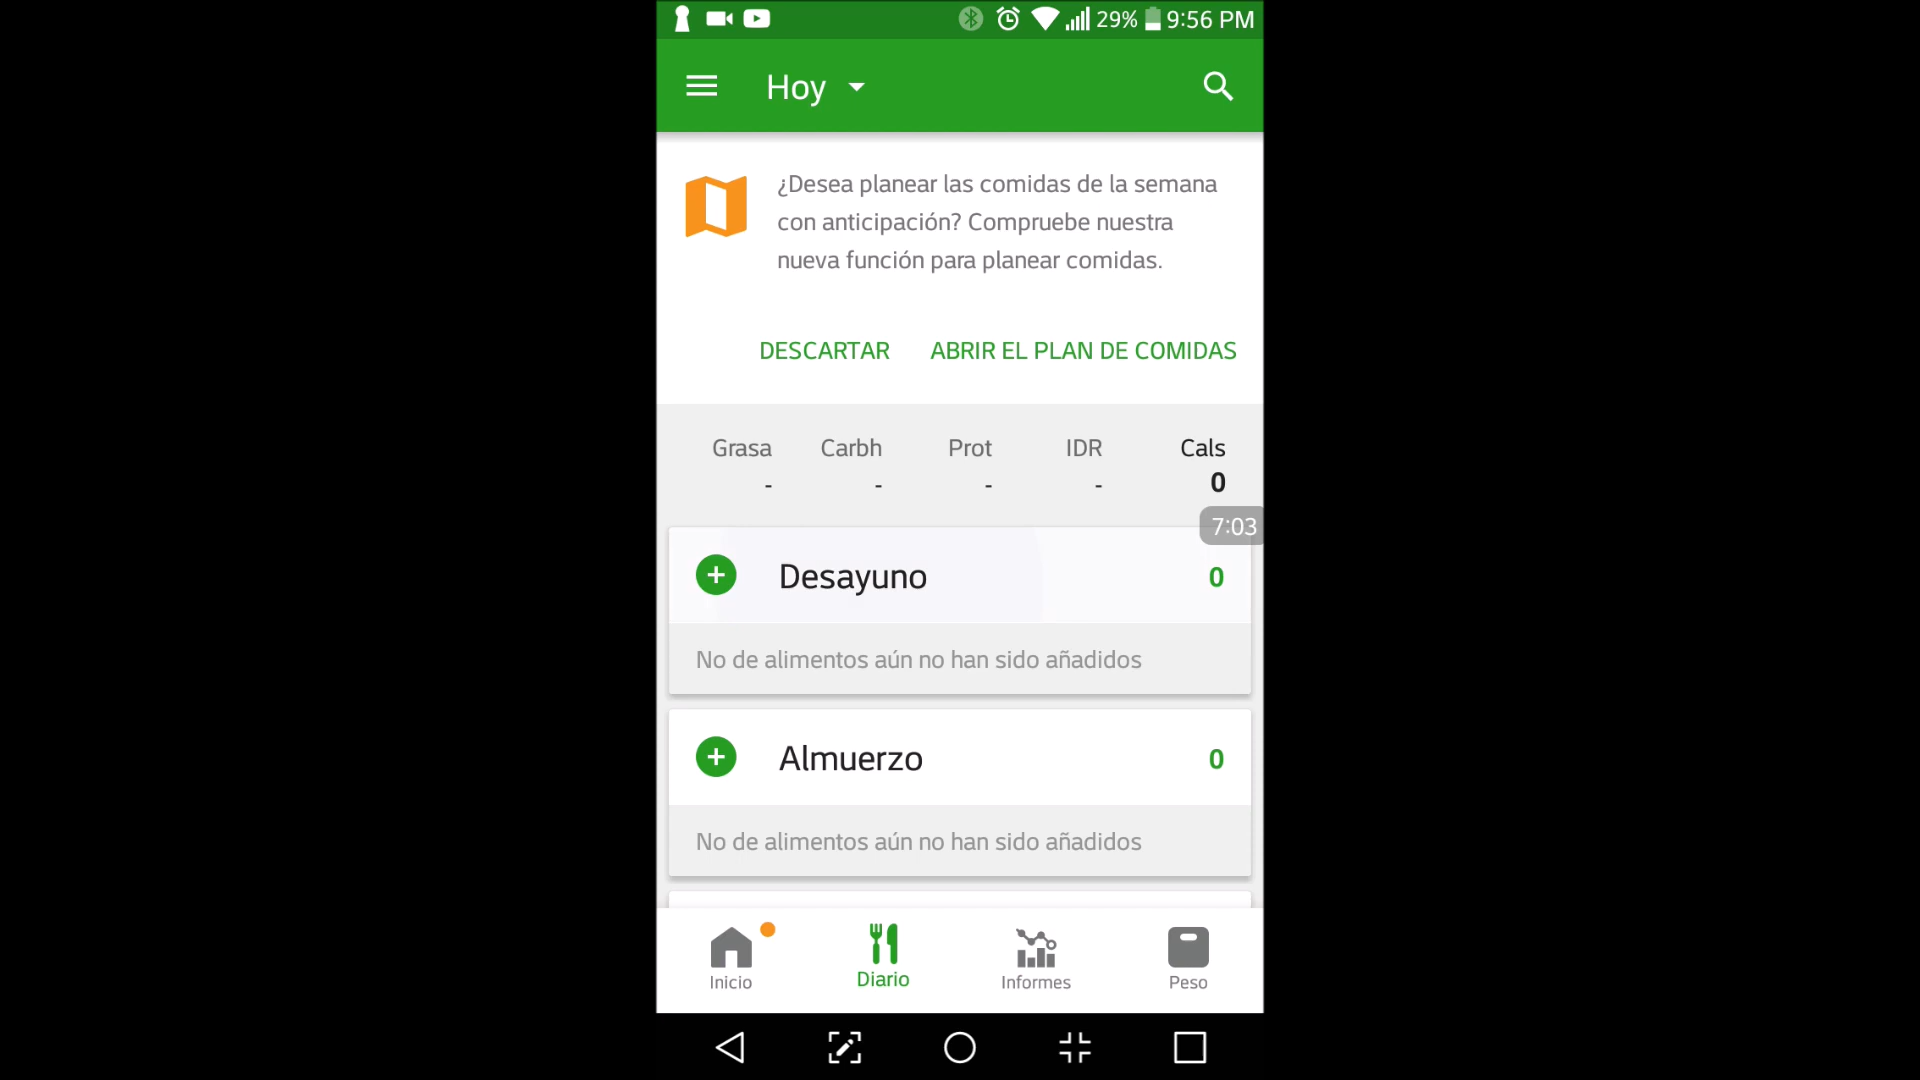 29% 9:56 PM
Hoy
¿Desea planear las comidas de la semana
con anticipación? Compruebe nuestra
nueva función para planear comidas.
DESCARTAR ABRIR EL PLAN DE COMIDAS
Grasa Carbh Prot IDR Cals
- - - - 0
7:03
Desayuno 0
No de alimentos aún no han sido añadidos
Almuerzo 0
No de alimentos aún no han sido añadidos
Inicio Diario Informes Peso